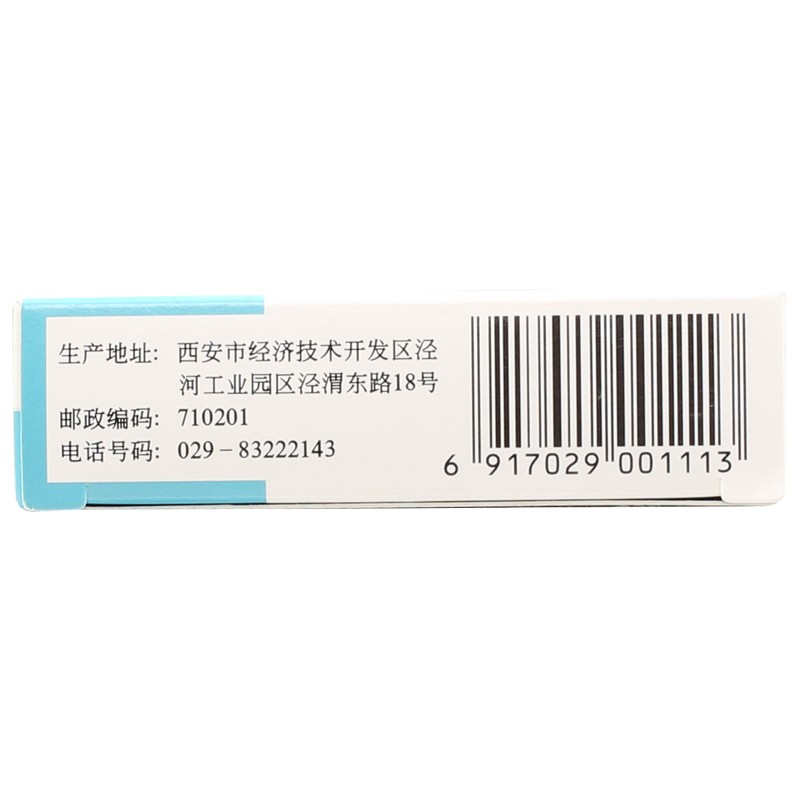 生产地址: 西安市经济技术开发区泾
河工业园区泾渭东路18号
邮政编码: 710201
电话号码: 029-83222143
6 917029 001113